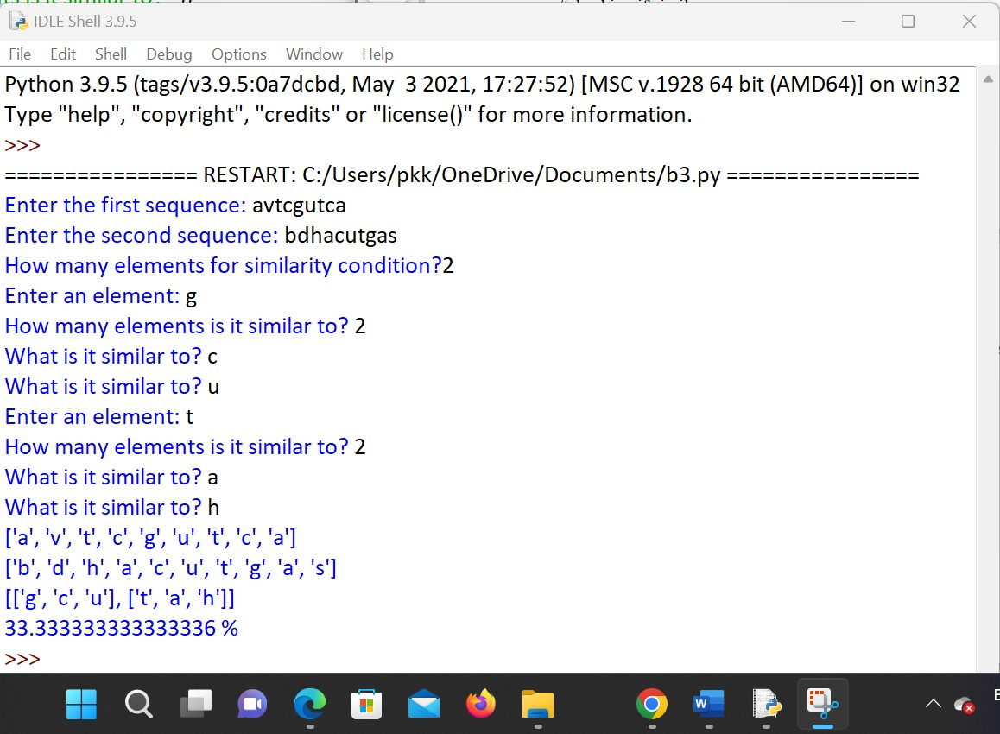 IDLE Shell 3.9.5
File Edit Shell Debug Options Window Help
Python 3.9.5 (tags/v3.9.5:0a7dcbd, May  3 2021, 17:27:52) [MSC v.1928 64 bit (AMD64)] on win32
Type "help", "copyright", "credits" or "license()" for more information.
>>>
================ RESTART: C:/Users/pkk/OneDrive/Documents/b3.py ================
Enter the first sequence: avtcgutca
Enter the second sequence: bdhacutgas
How many elements for similarity condition?2
Enter an element: g
How many elements is it similar to? 2
What is it similar to? c
What is it similar to? u
Enter an element: t
How many elements is it similar to? 2
What is it similar to? a
What is it similar to? h
['a', 'v', 't', 'c', 'g', 'u', 't', 'c', 'a']
['b', 'd', 'h', 'a', 'c', 'u', 't', 'g', 'a', 's']
[['g', 'c', 'u'], ['t', 'a', 'h']]
33.333333333333336 %
>>>
W